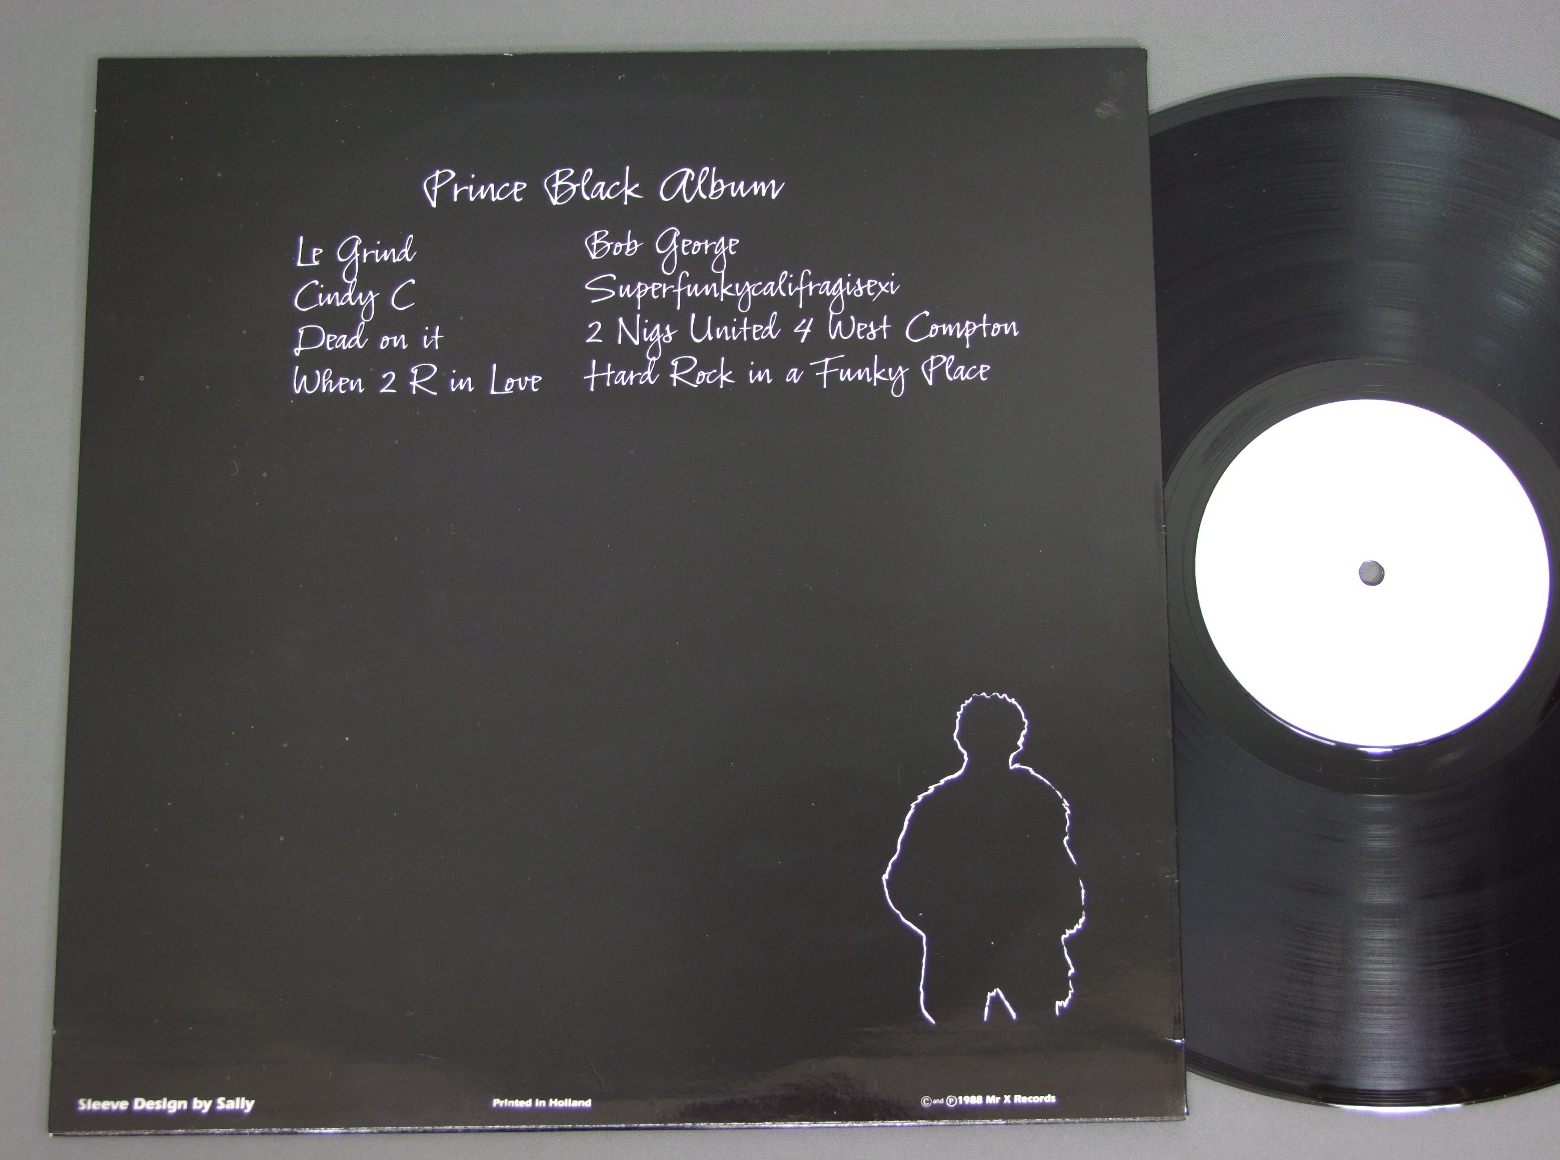 Prince Black Album
Le Grind
Cindy C
Dead on it
When 2 R in Love
Bob George
Superfunkycalifragisexi
2 Nigs United 4 West Compton
Hard Rock in a Funky Place
Sleeve Design by Sally
Printed in Holland
© and ℗ 1988 Mr X Records